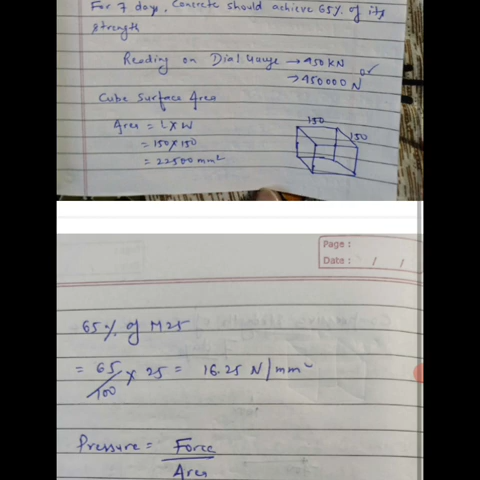 For 7 days, Concrete should achieve 65% of its
strength
Reading on Dial Gauge → 450 KN
or
→ 450000 N
Cube Surface Area
Area = L X W
= 150 X 150
= 22500 mm²
150
150
Page :
Date : / /
65% of M25
= 65/100 x 25 = 16.25 N/mm²
Pressure = Force
Area